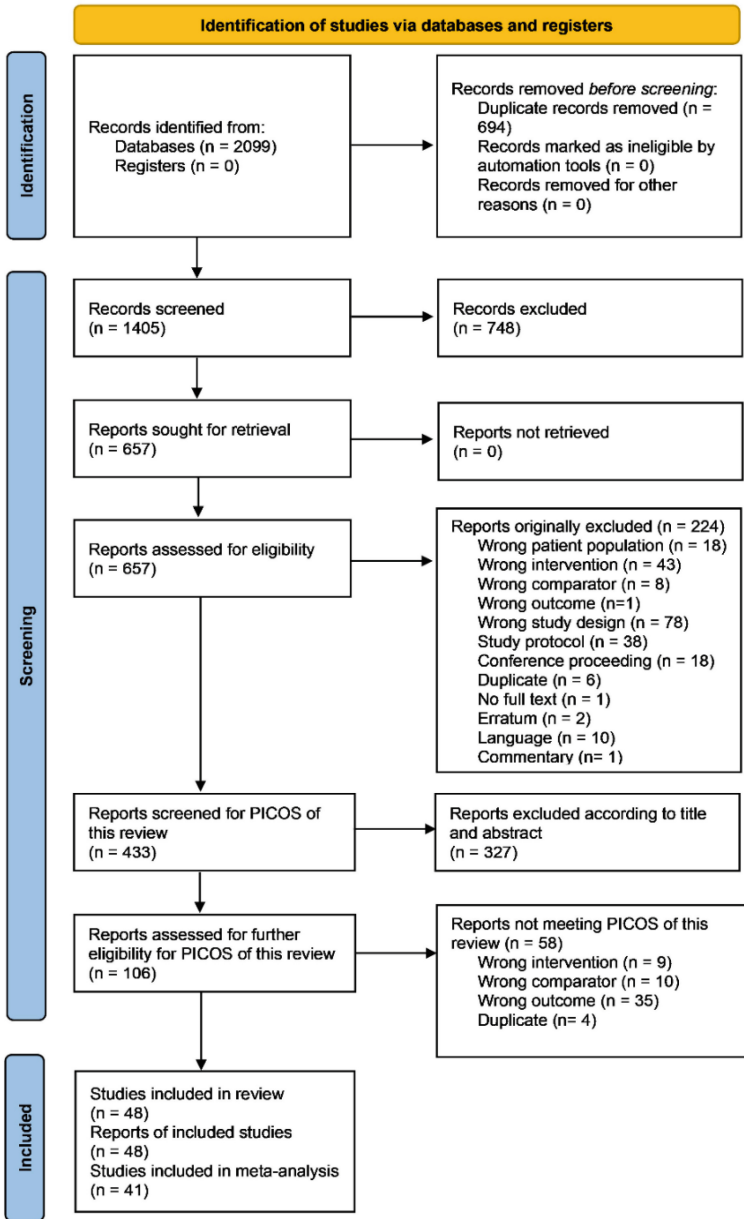 Identification of studies via databases and registers
Identification
Records identified from:
Databases (n = 2099)
Registers (n = 0)
Records removed before screening:
Duplicate records removed (n =
694)
Records marked as ineligible by
automation tools (n = 0)
Records removed for other
reasons (n = 0)
Screening
Records screened
(n = 1405)
Records excluded
(n = 748)
Reports sought for retrieval
(n = 657)
Reports not retrieved
(n = 0)
Reports assessed for eligibility
(n = 657)
Reports originally excluded (n = 224)
Wrong patient population (n = 18)
Wrong intervention (n = 43)
Wrong comparator (n = 8)
Wrong outcome (n=1)
Wrong study design (n = 78)
Study protocol (n = 38)
Conference proceeding (n = 18)
Duplicate (n = 6)
No full text (n = 1)
Erratum (n = 2)
Language (n = 10)
Commentary (n= 1)
Reports screened for PICOS of
this review
(n = 433)
Reports excluded according to title
and abstract
(n = 327)
Reports assessed for further
eligibility for PICOS of this review
(n = 106)
Reports not meeting PICOS of this
review (n = 58)
Wrong intervention (n = 9)
Wrong comparator (n = 10)
Wrong outcome (n = 35)
Duplicate (n= 4)
Included
Studies included in review
(n = 48)
Reports of included studies
(n = 48)
Studies included in meta-analysis
(n = 41)